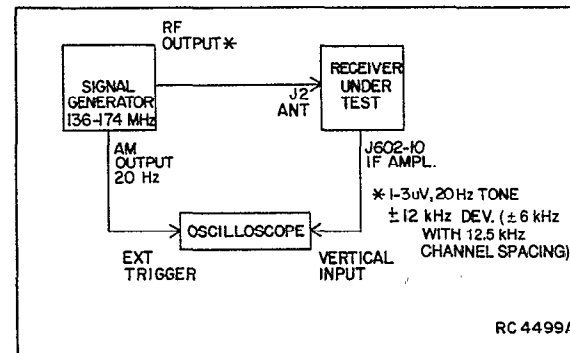 RF
OUTPUT*
SIGNAL
GENERATOR
136-174 MHz
J2
ANT
RECEIVER
UNDER
TEST
AM
OUTPUT
20 Hz
J602-10
IF AMPL.
* 1-3uV, 20 Hz TONE
±12 kHz DEV. (±6 kHz
WITH 12.5 kHz
CHANNEL SPACING)
OSCILLOSCOPE
EXT
TRIGGER
VERTICAL
INPUT
RC4499A